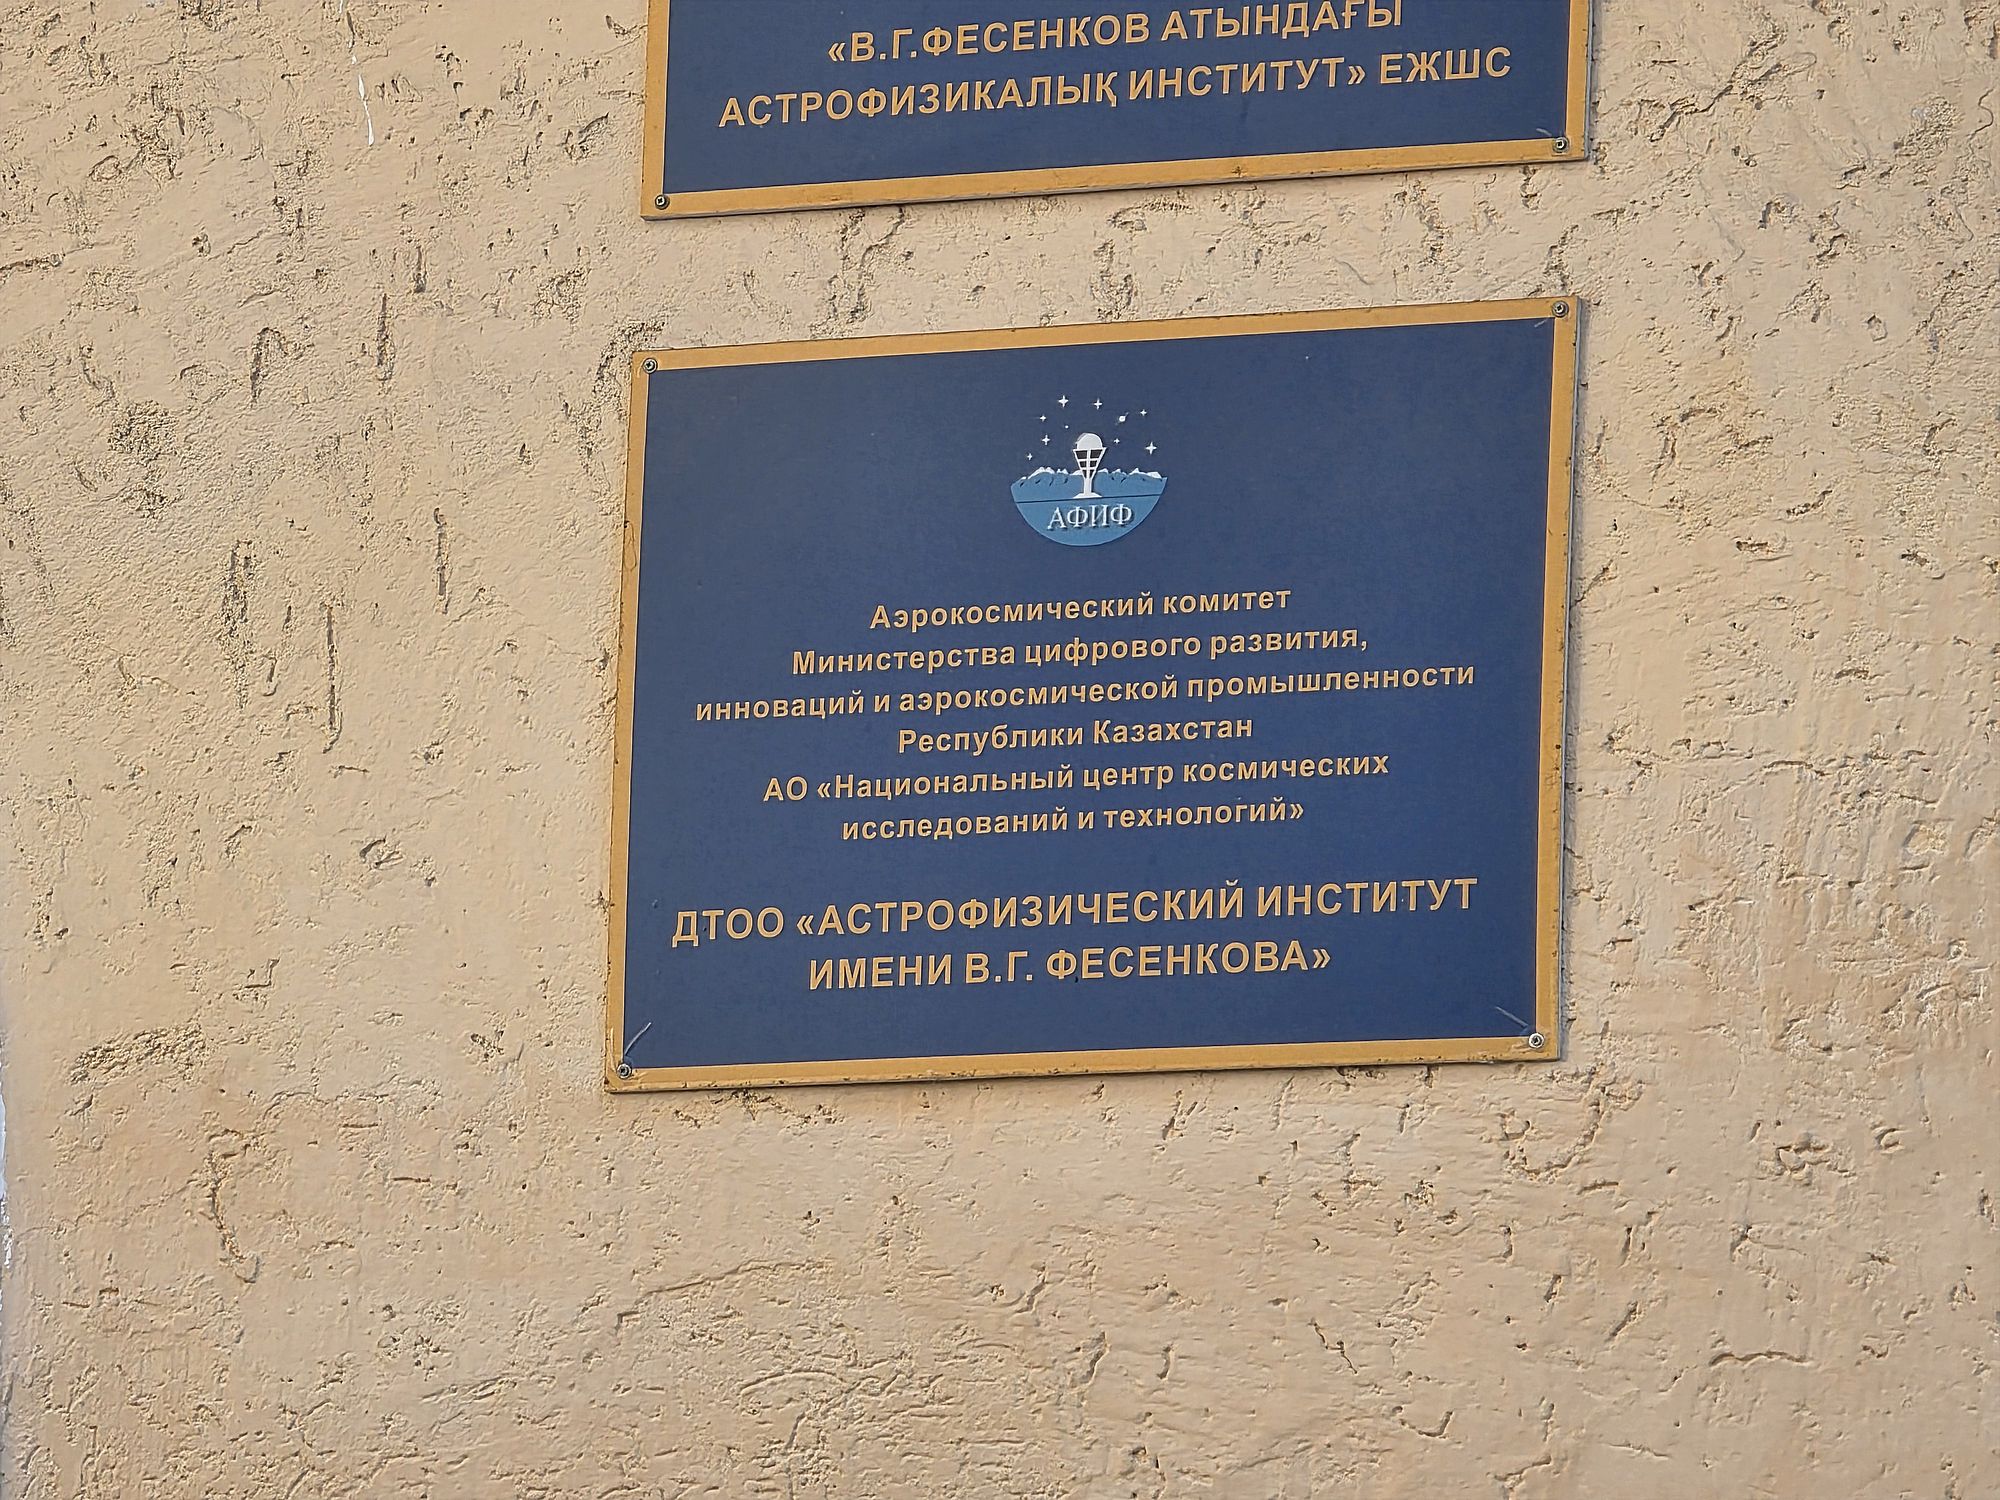 «В.Г.ФЕСЕНКОВ АТЫНДАҒЫ
АСТРОФИЗИКАЛЫҚ ИНСТИТУТ» ЕЖШС
АФИФ
Аэрокосмический комитет
Министерства цифрового развития,
инноваций и аэрокосмической промышленности
Республики Казахстан
АО «Национальный центр космических
исследований и технологий»
ДТОО «АСТРОФИЗИЧЕСКИЙ ИНСТИТУТ
ИМЕНИ В.Г. ФЕСЕНКОВА»